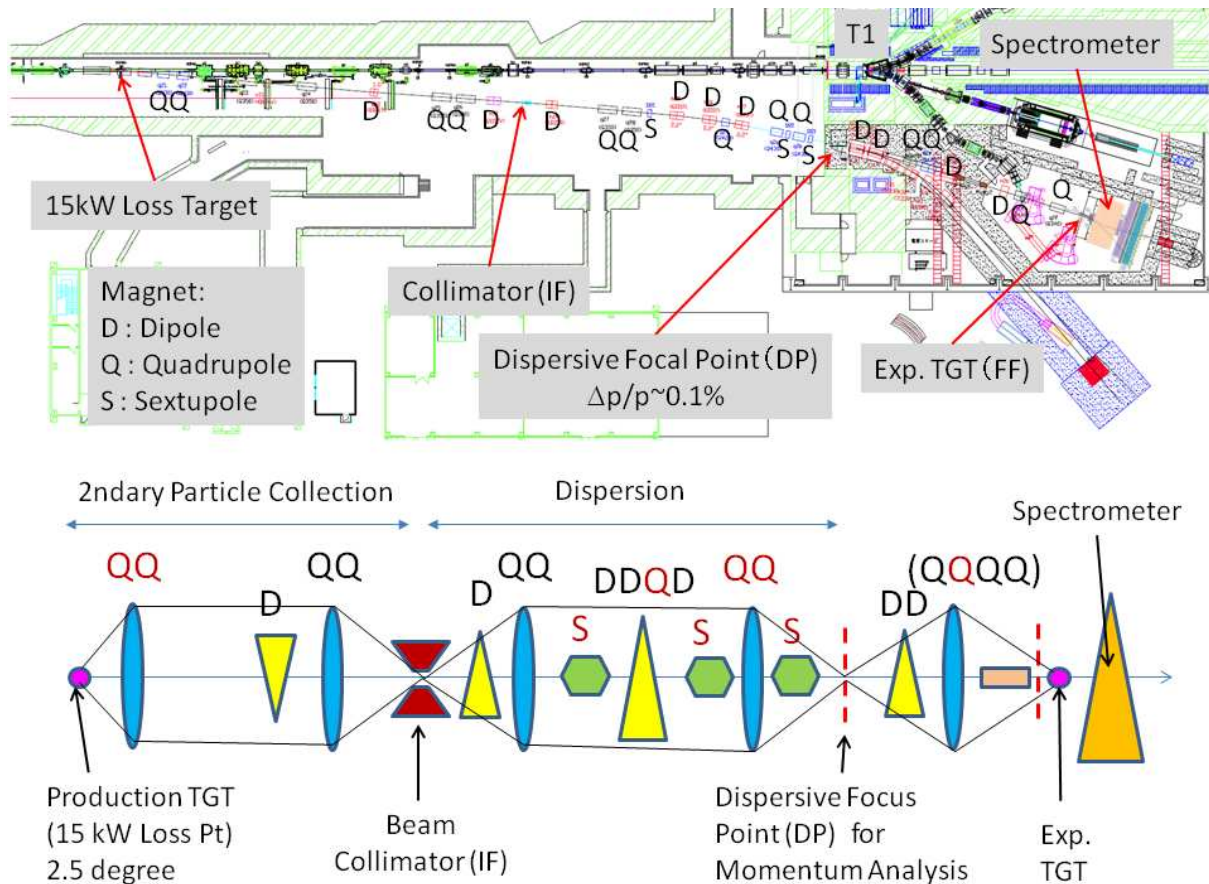 T1
Spectrometer
QQ
D
QQ
D
D
QQ
S
D
D
D
Q
QQ
S
S
D
D
QQ
D
D
Q
Q
15kW Loss Target
Collimator (IF)
Magnet:
D : Dipole
Q : Quadrupole
S : Sextupole
Dispersive Focal Point (DP)
Δp/p~0.1%
Exp. TGT (FF)
2ndary Particle Collection
Dispersion
Spectrometer
QQ
D
QQ
D
QQ
DDQD
QQ
(QQQQ)
DD
S
S
S
Production TGT
(15 kW Loss Pt)
2.5 degree
Beam
Collimator (IF)
Dispersive Focus
Point (DP) for
Momentum Analysis
Exp.
TGT